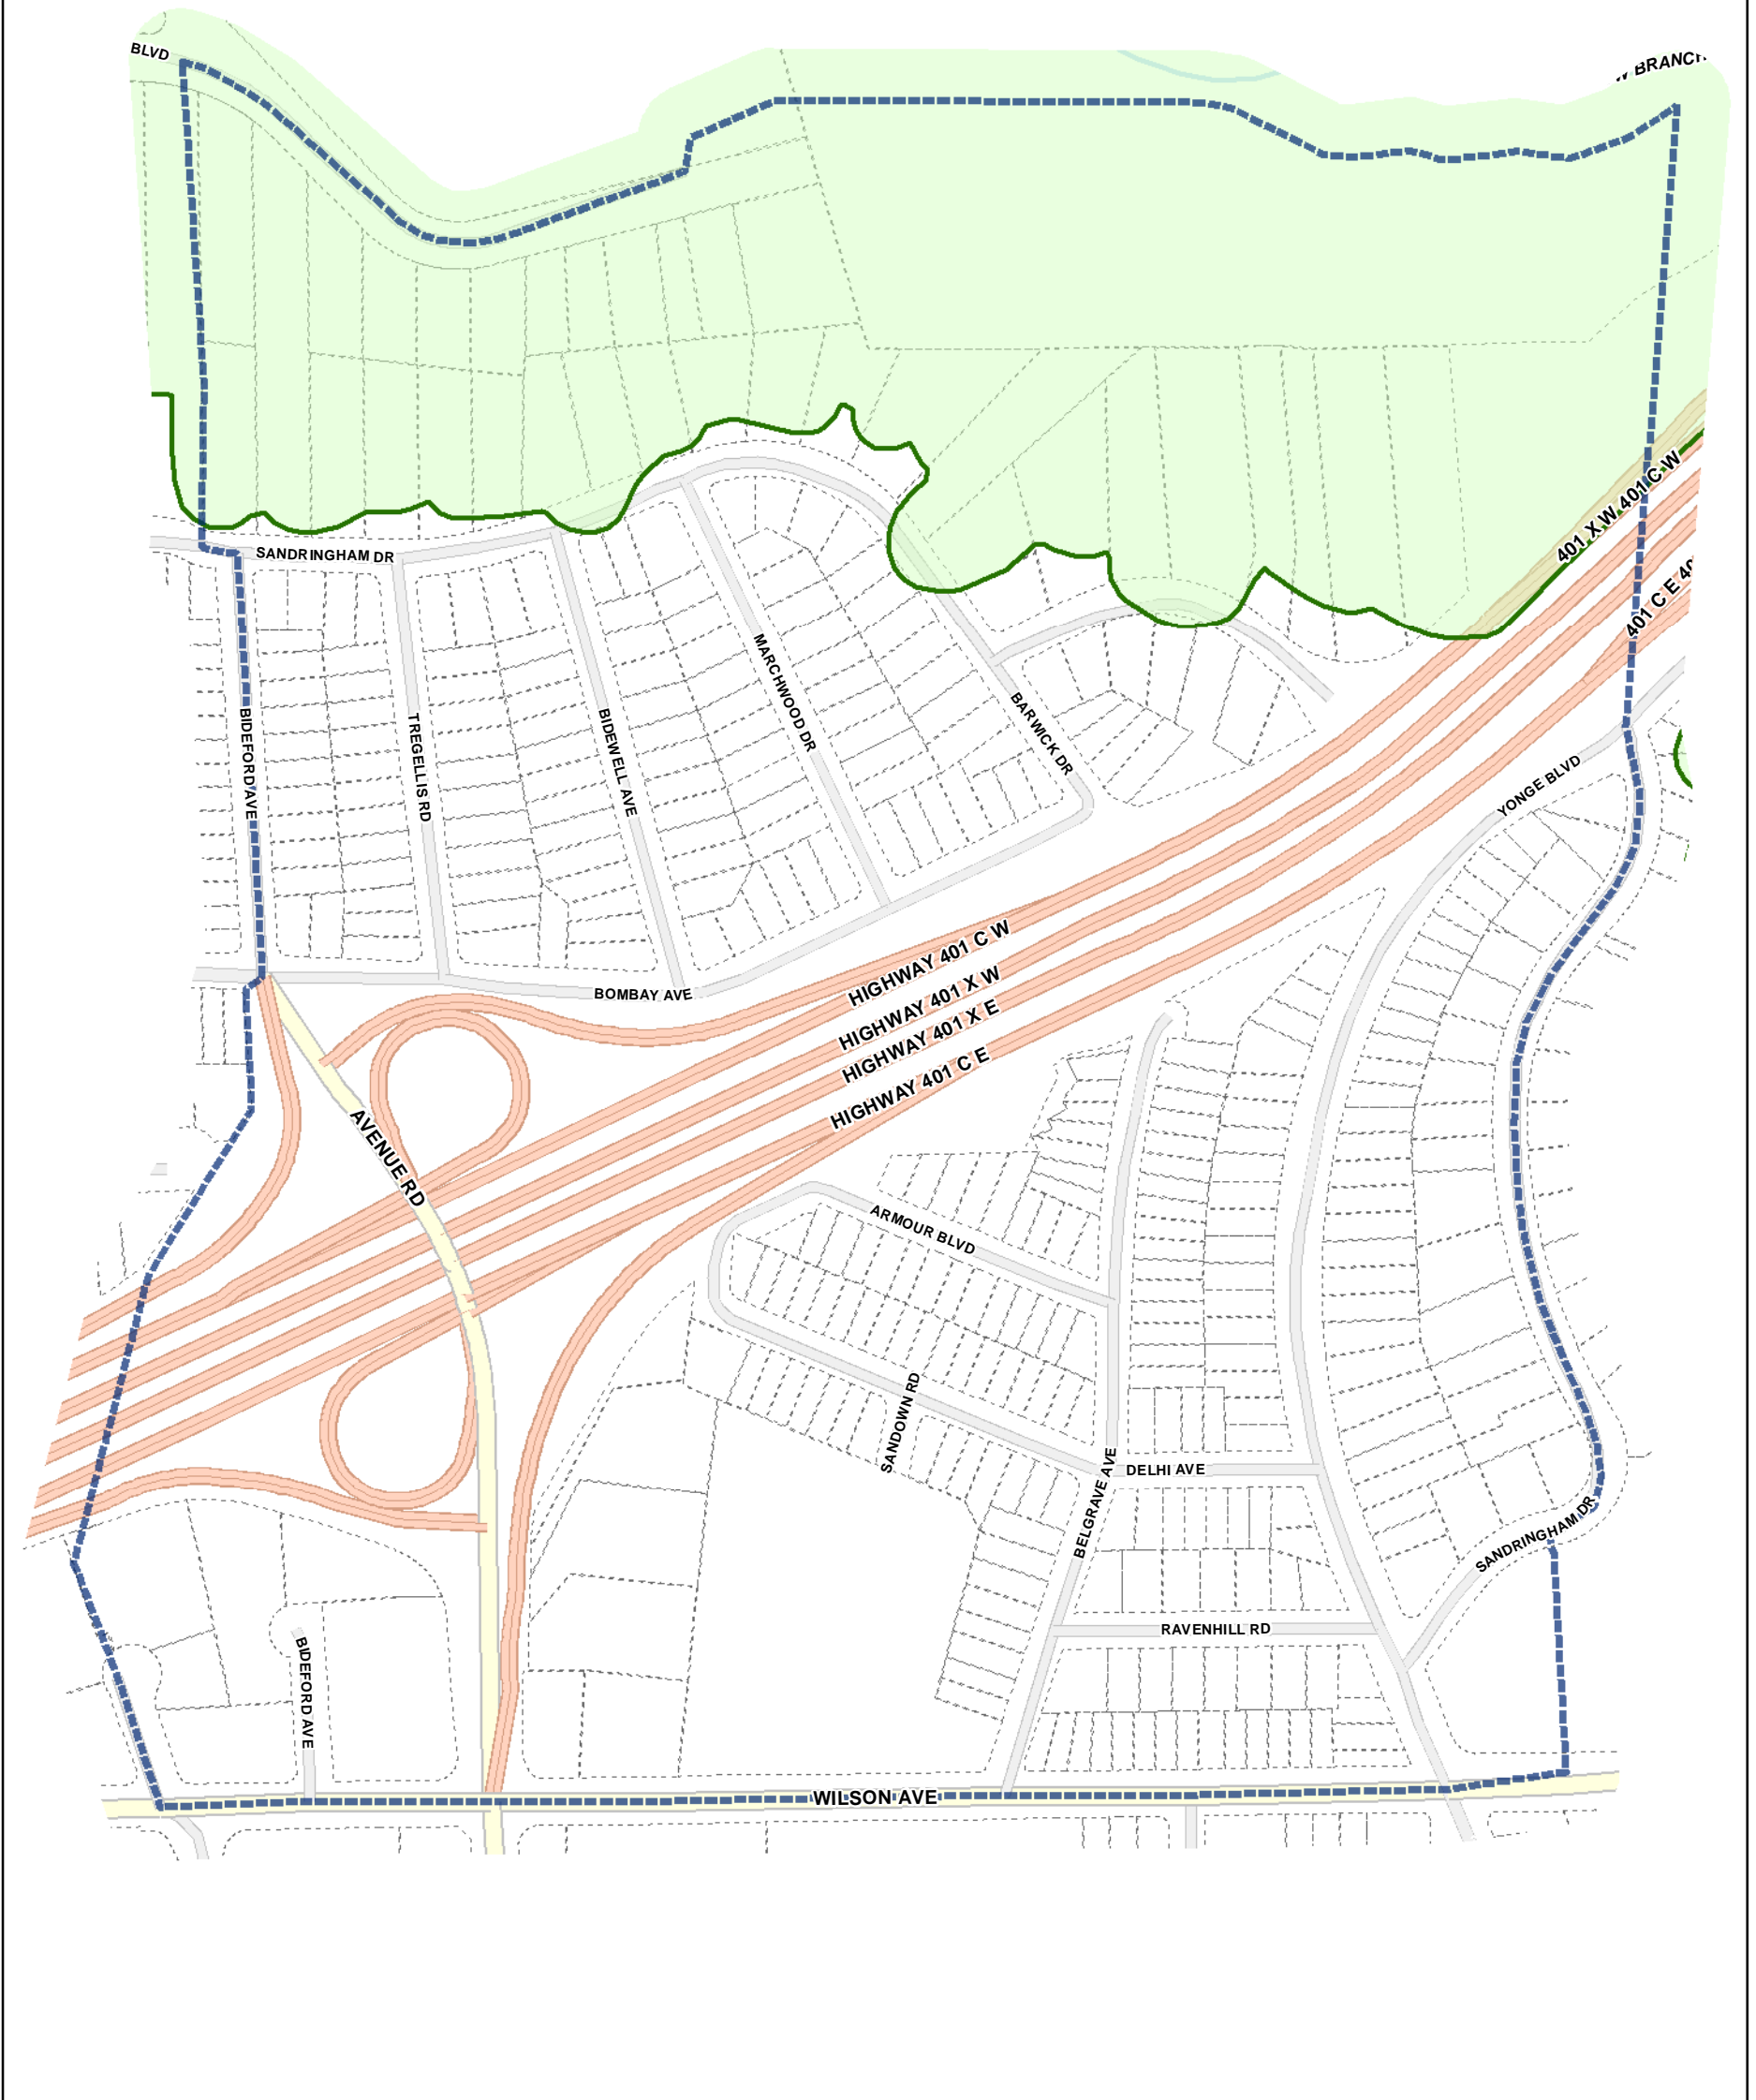 BLVD
BRANCH
401 X W 401 C W
SANDRINGHAM DR
401 C E 40
MARCHWOOD DR
BARWICK DR
BIDEFORD AVE
TREGELLIS RD
BIDEWELL AVE
YONGE BLVD
HIGHWAY 401 C W
BOMBAY AVE
HIGHWAY 401 X W
HIGHWAY 401 X E
HIGHWAY 401 C E
AVENUE RD
ARMOUR BLVD
SANDOWN RD
DELHI AVE
BELGRAVE AVE
SANDRINGHAM DR
RAVENHILL RD
BIDEFORD AVE
WILSON AVE